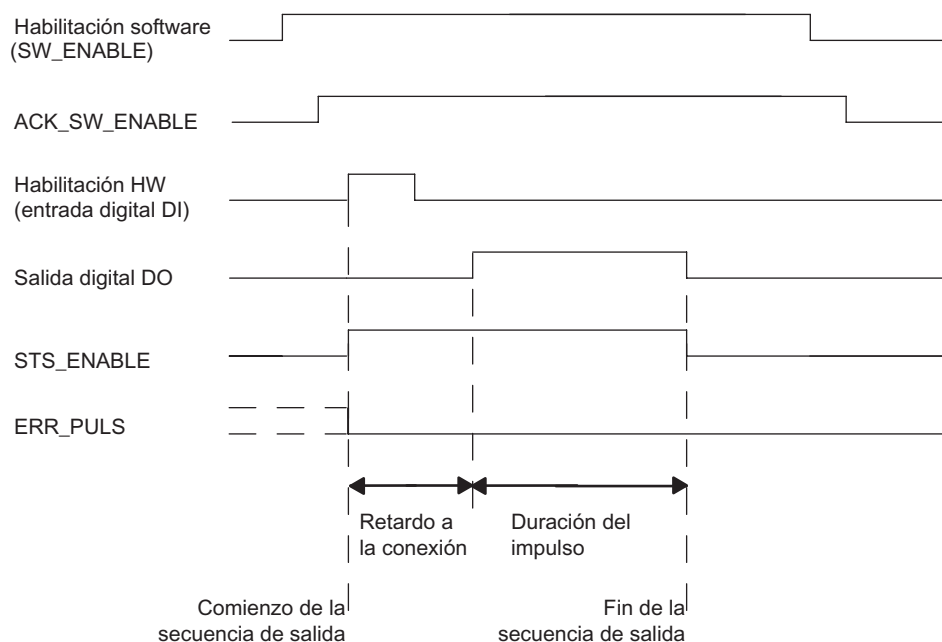 Habilitación software
(SW_ENABLE)
ACK_SW_ENABLE
Habilitación HW
(entrada digital DI)
Salida digital DO
STS_ENABLE
ERR_PULS
Retardo a
la conexión
Duración del
impulso
Comienzo de la
secuencia de salida
Fin de la
secuencia de salida